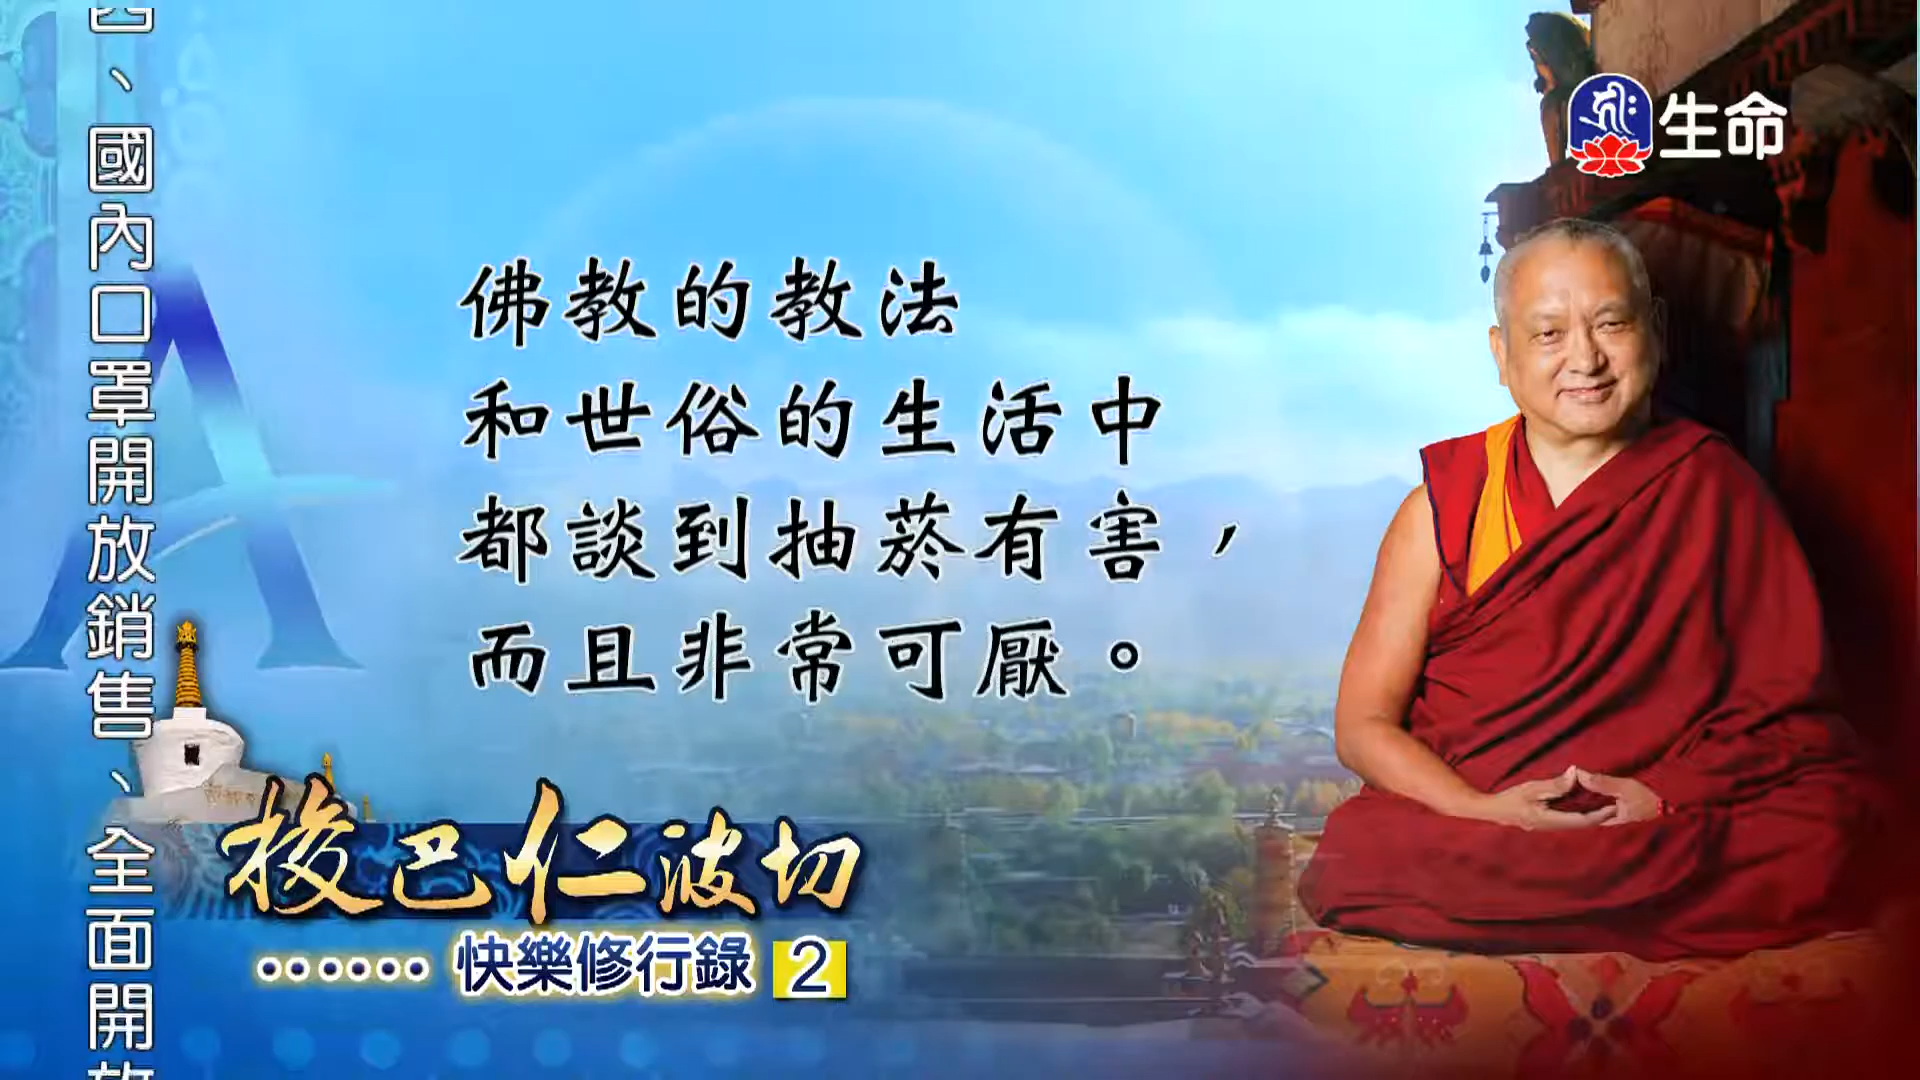 、國內口罩開放銷售、全面開放
生命
佛教的教法
和世俗的生活中
都談到抽菸有害，
而且非常可厭。
梭巴仁波切
快樂修行錄 2